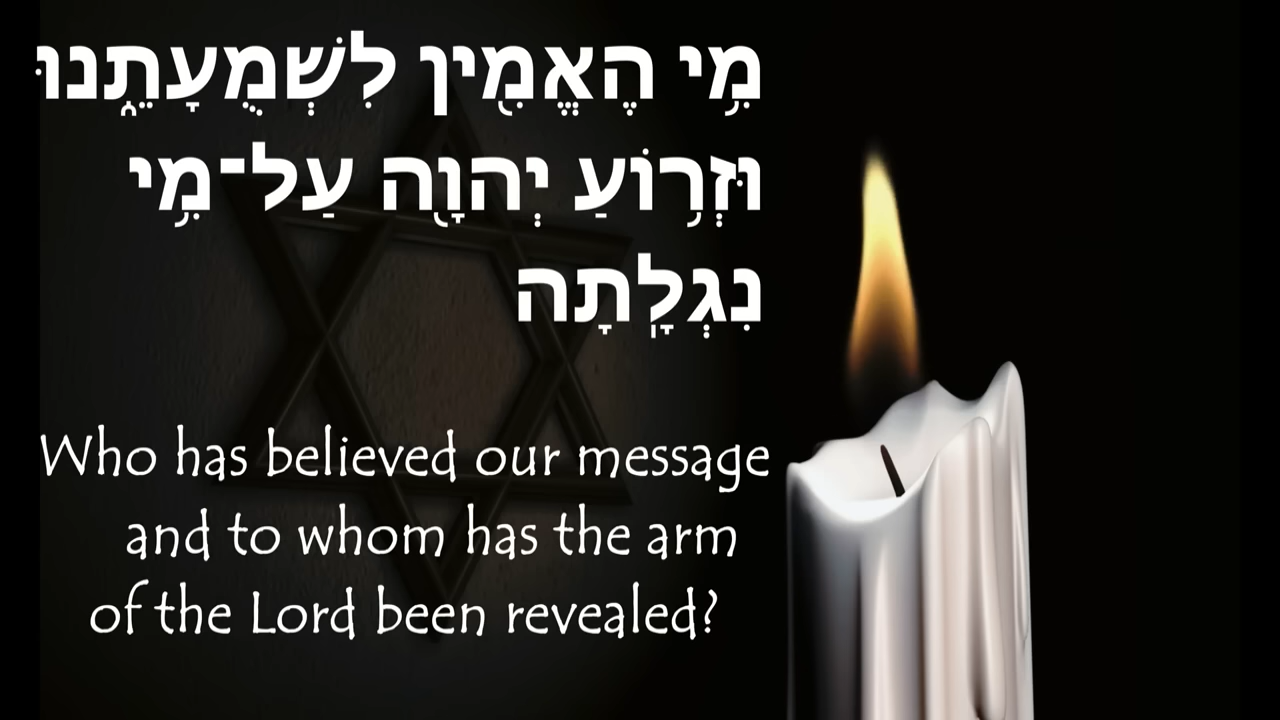 מִ֥י הֶאֱמִ֖ין לִשְׁמֻעָתֵ֑נוּ
וּזְר֥וֹעַ יְהוָ֖ה עַל־מִ֥י
נִגְלָֽתָה
Who has believed our message
and to whom has the arm
of the Lord been revealed?